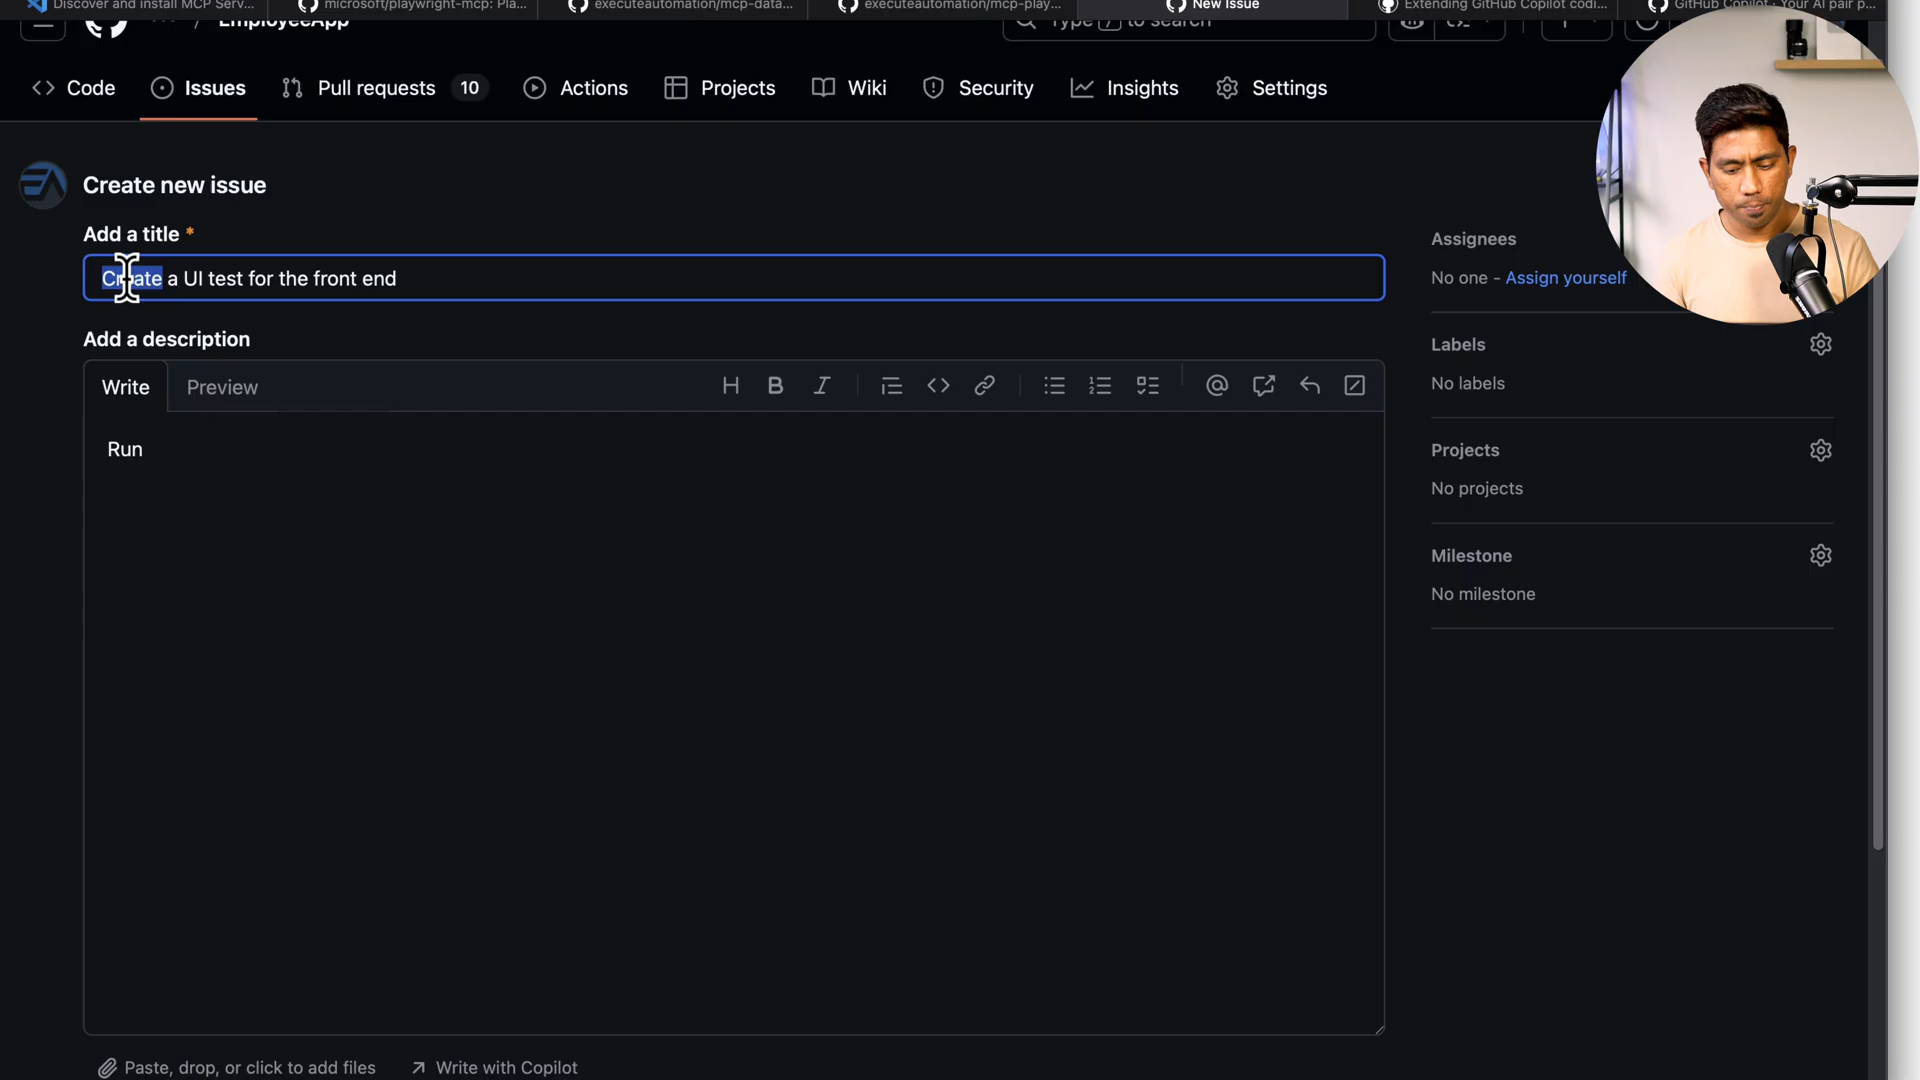 Discover and install MCP Serv...
microsoft/playwright-mcp: Pla...
executeautomation/mcp-data...
executeautomation/mcp-play...
New Issue
Extending GitHub Copilot codi...
GitHub Copilot · Your AI pair p...
/ EmployeeApp
Type / to search
Code
Issues
Pull requests 10
Actions
Projects
Wiki
Security
Insights
Settings
Create new issue
Add a title *
Create a UI test for the front end
Add a description
Write
Preview
Run
Paste, drop, or click to add files
Write with Copilot
Assignees
No one - Assign yourself
Labels
No labels
Projects
No projects
Milestone
No milestone